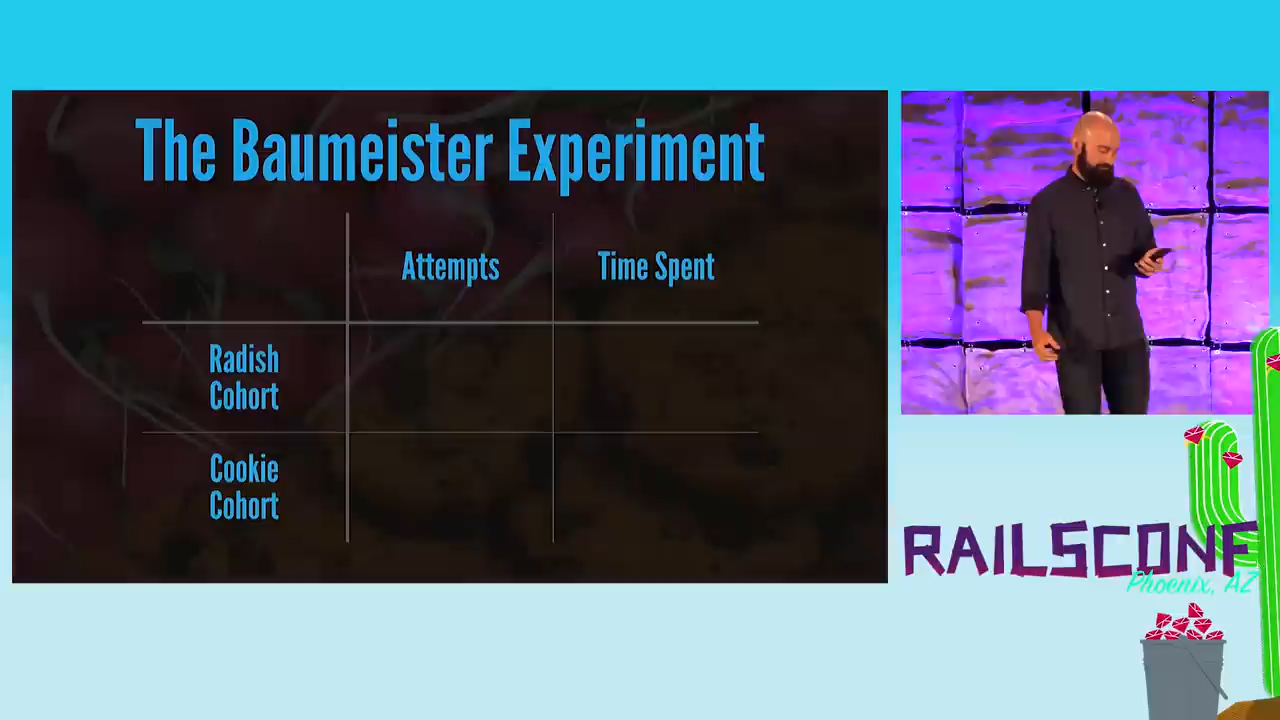 The Baumeister Experiment
Attempts
Time Spent
Radish
Cohort
Cookie
Cohort
RAILSCONF
Phoenix, AZ